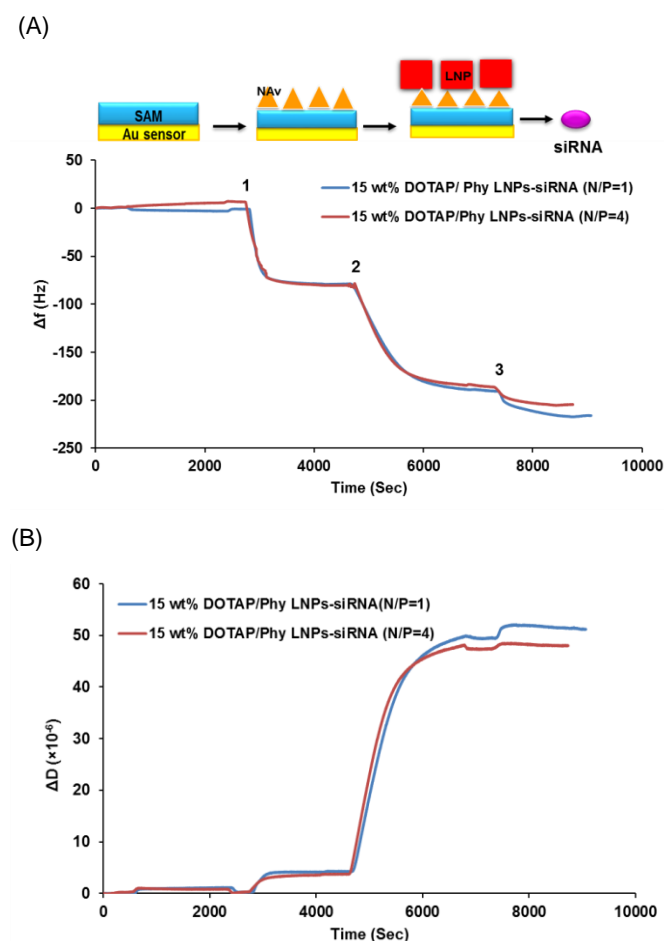 (A)
NAv
LNP
SAM
Au sensor
siRNA
50
0
-50
-100
-150
-200
-250
Δf (Hz)
1
2
3
15 wt% DOTAP/ Phy LNPs-siRNA (N/P=1)
15 wt% DOTAP/Phy LNPs-siRNA (N/P=4)
0
2000
4000
6000
8000
10000
Time (Sec)
(B)
60
50
40
30
20
10
0
ΔD (×10⁻⁶)
15 wt% DOTAP/Phy LNPs-siRNA(N/P=1)
15 wt% DOTAP/Phy LNPs-siRNA (N/P=4)
0
2000
4000
6000
8000
10000
Time (Sec)